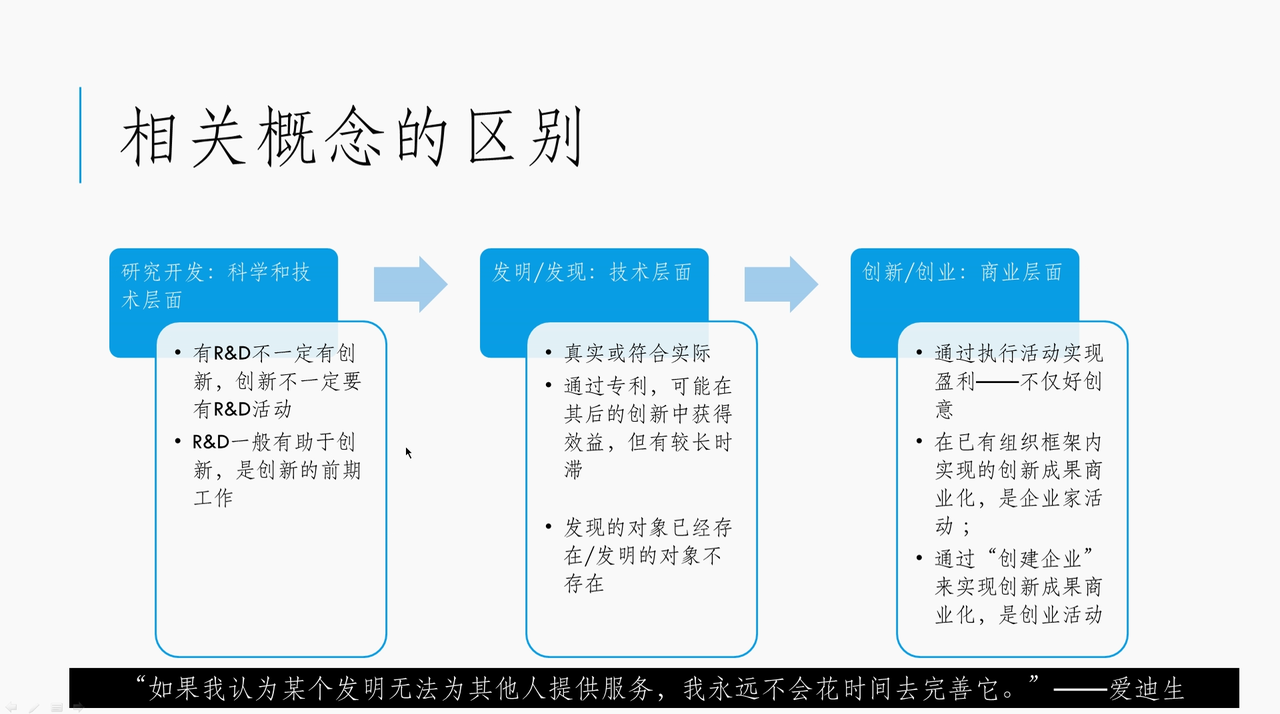 相关概念的区别
研究开发：科学和技
术层面
• 有R&D不一定有创
新，创新不一定要
有R&D活动
• R&D一般有助于创
新，是创新的前期
工作
发明/发现：技术层面
• 真实或符合实际
• 通过专利，可能在
其后的创新中获得
效益，但有较长时
滞
• 发现的对象已经存
在/发明的对象不
存在
创新/创业：商业层面
• 通过执行活动实现
盈利——不仅好创
意
• 在已有组织框架内
实现的创新成果商
业化，是企业家活
动；
• 通过“创建企业”
来实现创新成果商
业化，是创业活动
“如果我认为某个发明无法为其他人提供服务，我永远不会花时间去完善它。”——爱迪生